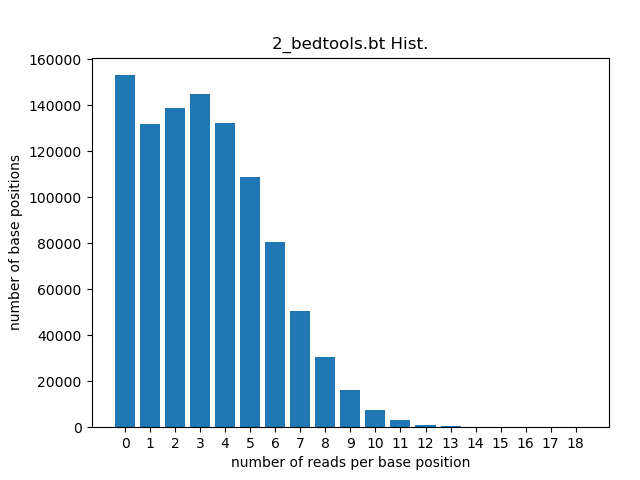 2_bedtools.bt Hist.
number of base positions
160000
140000
120000
100000
80000
60000
40000
20000
0
0 1 2 3 4 5 6 7 8 9 10 11 12 13 14 15 16 17 18
number of reads per base position